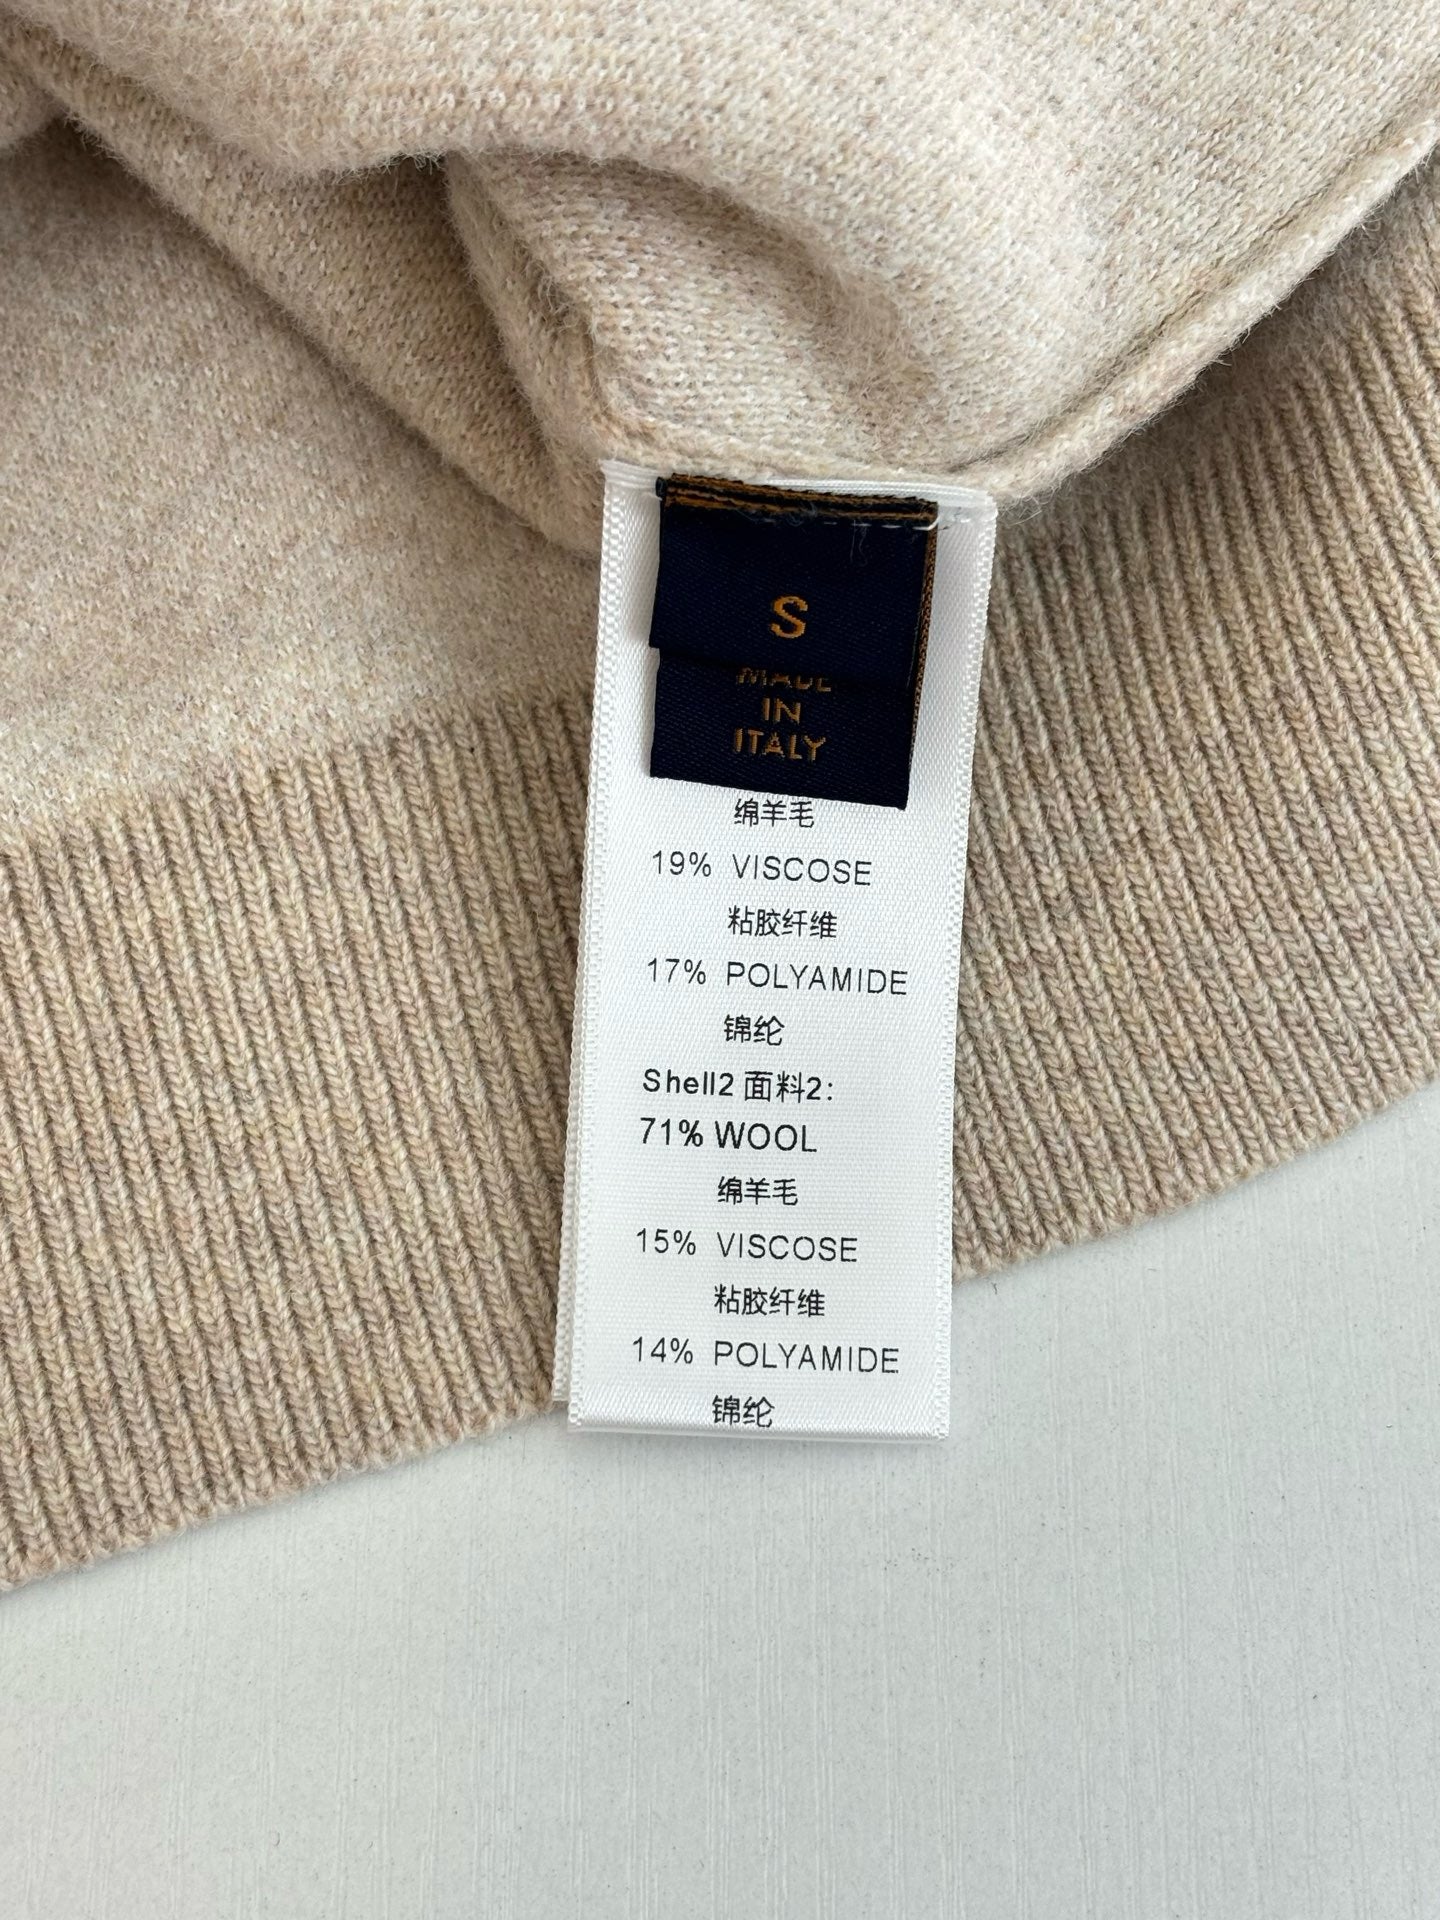 S
MADE
IN
ITALY
绵羊毛
19% VISCOSE
粘胶纤维
17% POLYAMIDE
锦纶
Shell2 面料2:
71% WOOL
绵羊毛
15% VISCOSE
粘胶纤维
14% POLYAMIDE
锦纶